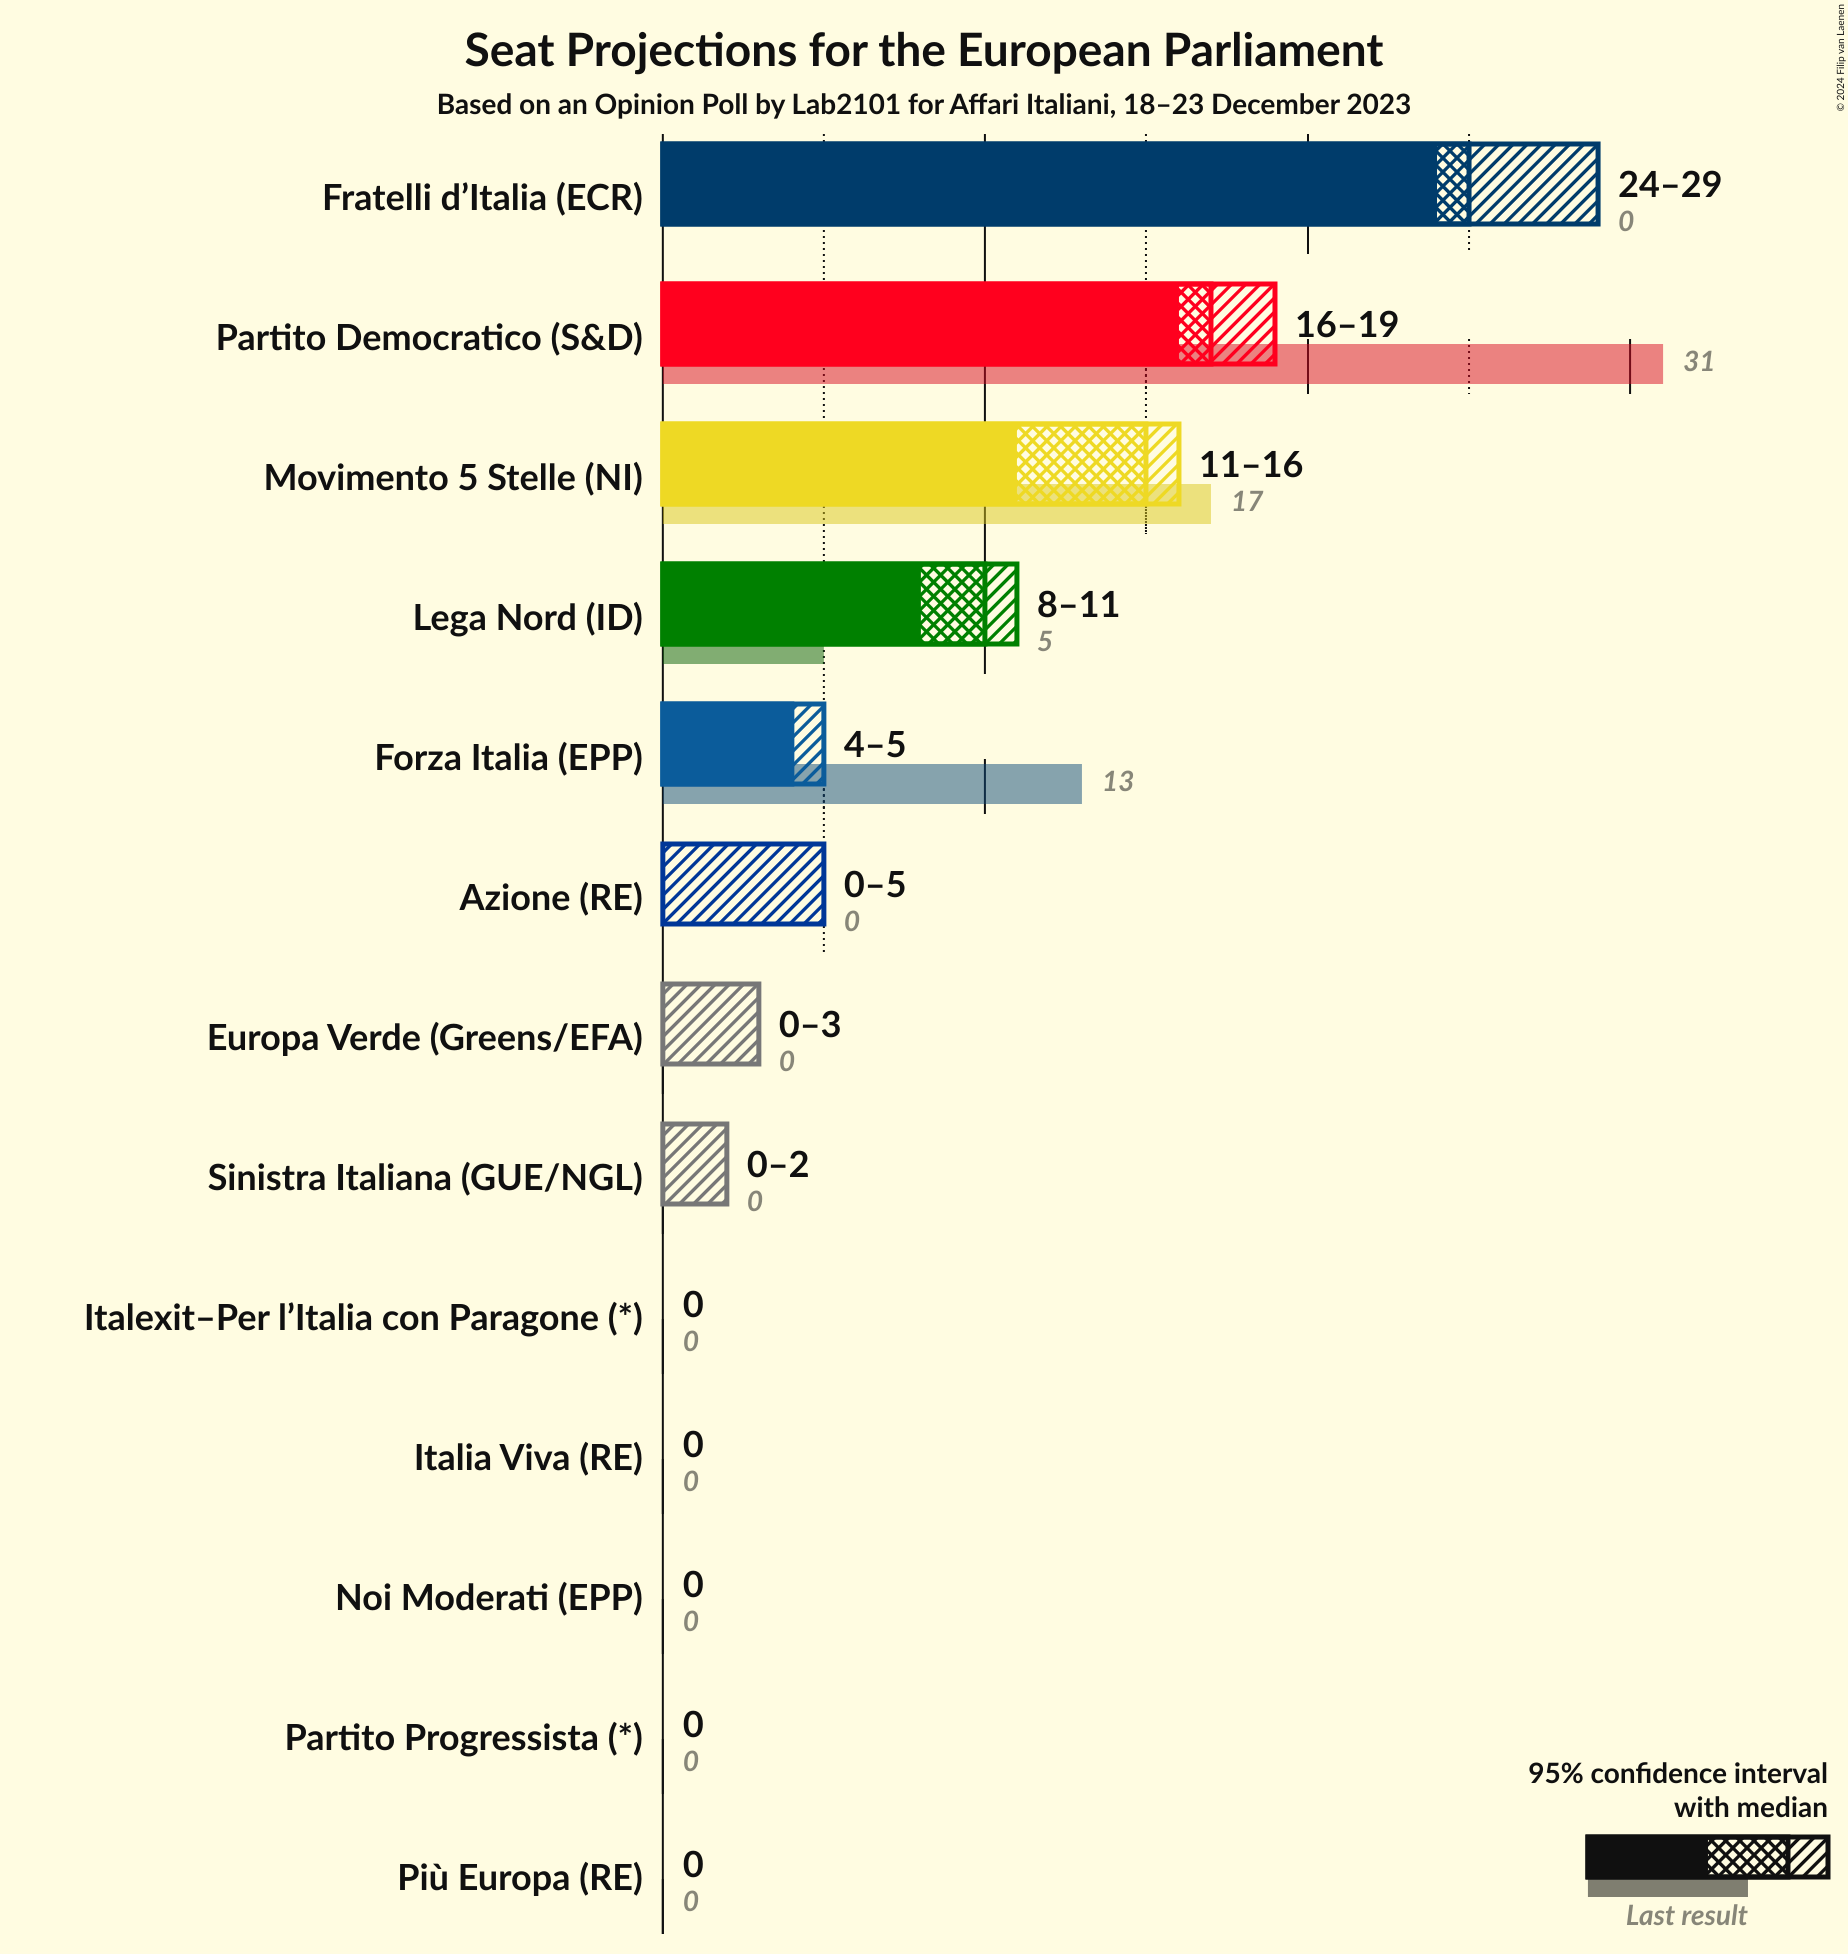 Seat Projections for the European Parliament
Based on an Opinion Poll by Lab2101 for Affari Italiani, 18–23 December 2023
© 2024 Filip van Laenen
Fratelli d’Italia (ECR)
24–29
0
Partito Democratico (S&D)
16–19
31
Movimento 5 Stelle (NI)
11–16
17
Lega Nord (ID)
8–11
5
Forza Italia (EPP)
4–5
13
Azione (RE)
0–5
0
Europa Verde (Greens/EFA)
0–3
0
Sinistra Italiana (GUE/NGL)
0–2
0
Italexit–Per l’Italia con Paragone (*)
0
0
Italia Viva (RE)
0
0
Noi Moderati (EPP)
0
0
Partito Progressista (*)
0
0
Più Europa (RE)
0
0
95% confidence interval
with median
Last result